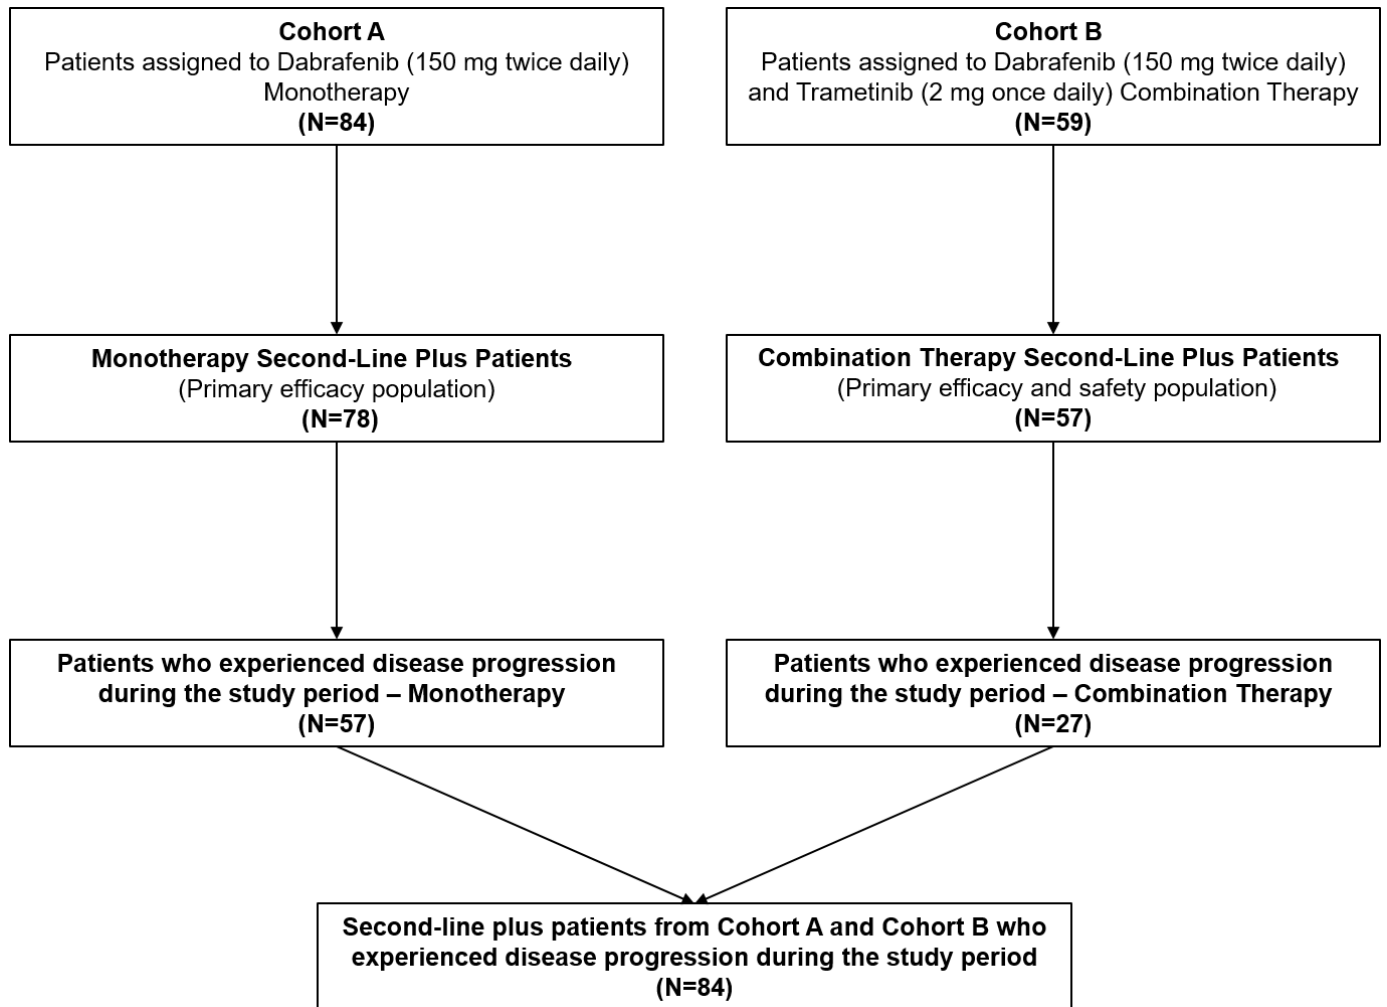 Cohort A
Patients assigned to Dabrafenib (150 mg twice daily)
Monotherapy
(N=84)
Cohort B
Patients assigned to Dabrafenib (150 mg twice daily)
and Trametinib (2 mg once daily) Combination Therapy
(N=59)
Monotherapy Second-Line Plus Patients
(Primary efficacy population)
(N=78)
Combination Therapy Second-Line Plus Patients
(Primary efficacy and safety population)
(N=57)
Patients who experienced disease progression
during the study period – Monotherapy
(N=57)
Patients who experienced disease progression
during the study period – Combination Therapy
(N=27)
Second-line plus patients from Cohort A and Cohort B who
experienced disease progression during the study period
(N=84)